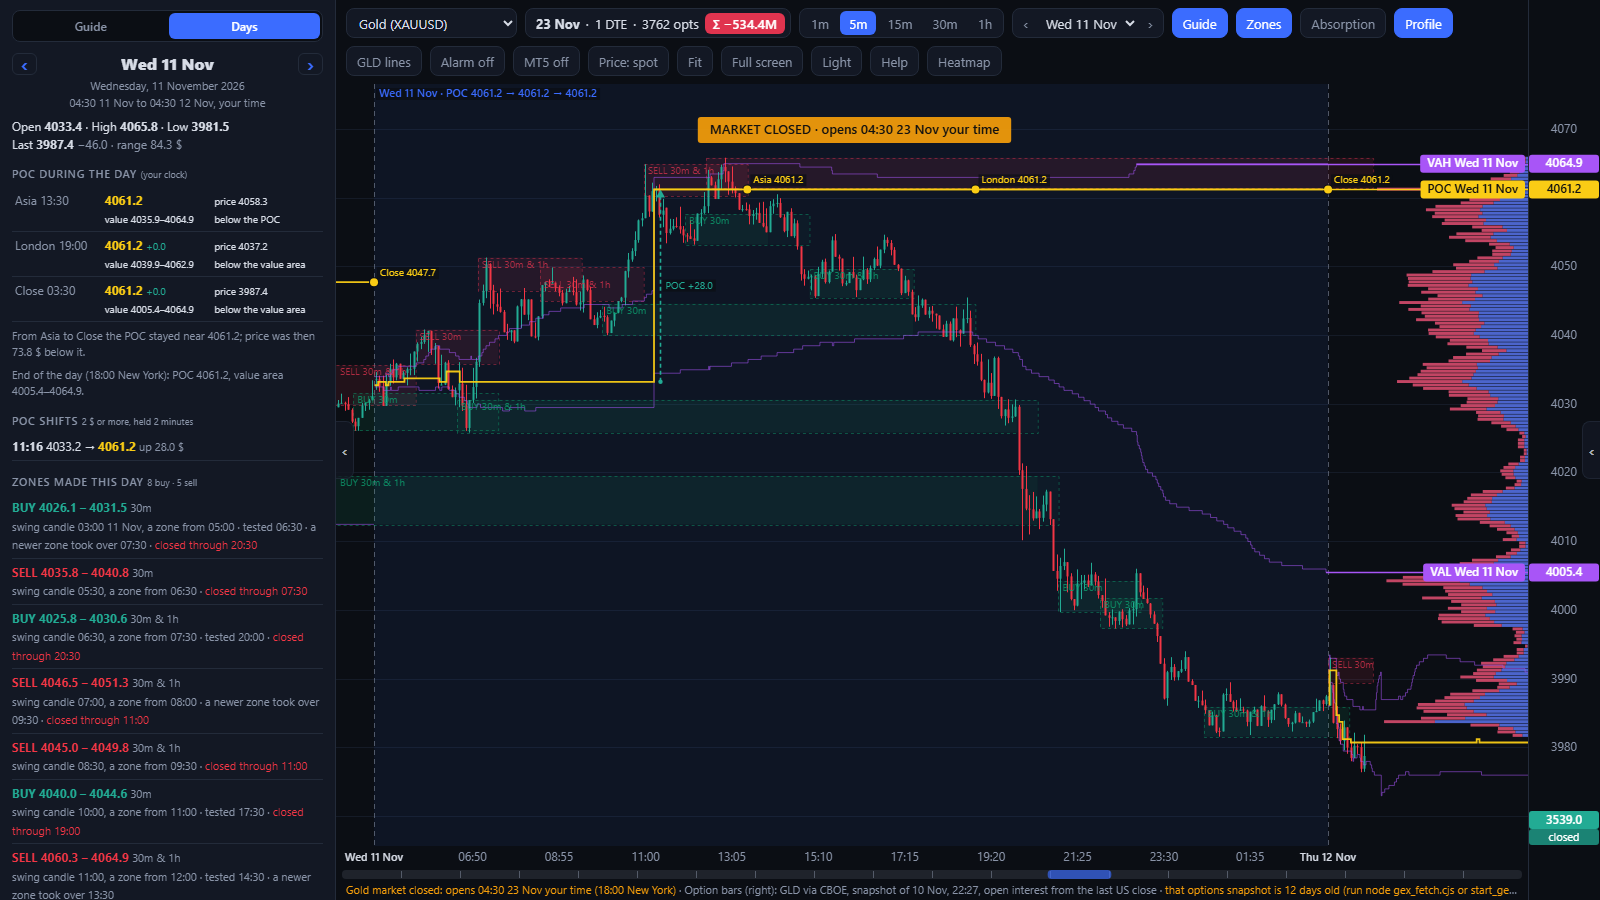 Guide
Days
Wed 11 Nov
Wednesday, 11 November 2026
04:30 11 Nov to 04:30 12 Nov, your time
Open 4033.4 · High 4065.8 · Low 3981.5
Last 3987.4 −46.0 · range 84.3 $
POC DURING THE DAY (your clock)
Asia 13:30 4061.2 price 4058.3
value 4035.9–4064.9 below the POC
London 19:00 4061.2 +0.0 price 4037.2
value 4039.9–4062.9 below the value area
Close 03:30 4061.2 +0.0 price 3987.4
value 4005.4–4064.9 below the value area
From Asia to Close the POC stayed near 4061.2; price was then
73.8 $ below it.
End of the day (18:00 New York): POC 4061.2, value area
4005.4–4064.9.
POC SHIFTS 2 $ or more, held 2 minutes
11:16 4033.2 → 4061.2 up 28.0 $
ZONES MADE THIS DAY 8 buy · 5 sell
BUY 4026.1 – 4031.5 30m
swing candle 03:00 11 Nov, a zone from 05:00 · tested 06:30 · a
newer zone took over 07:30 · closed through 20:30
SELL 4035.8 – 4040.8 30m
swing candle 05:30, a zone from 06:30 · closed through 07:30
BUY 4025.8 – 4030.6 30m & 1h
swing candle 06:30, a zone from 07:30 · tested 20:00 · closed
through 20:30
SELL 4046.5 – 4051.3 30m & 1h
swing candle 07:00, a zone from 08:00 · a newer zone took over
09:30 · closed through 11:00
SELL 4045.0 – 4049.8 30m & 1h
swing candle 08:30, a zone from 09:30 · closed through 11:00
BUY 4040.0 – 4044.6 30m
swing candle 10:00, a zone from 11:00 · tested 17:30 · closed
through 19:00
SELL 4060.3 – 4064.9 30m & 1h
swing candle 11:00, a zone from 12:00 · tested 14:30 · a newer
zone took over 13:30
Gold (XAUUSD)
23 Nov · 1 DTE · 3762 opts Σ −534.4M
1m 5m 15m 30m 1h
‹ Wed 11 Nov ›
Guide
Zones
Absorption
Profile
GLD lines
Alarm off
MT5 off
Price: spot
Fit
Full screen
Light
Help
Heatmap
Wed 11 Nov · POC 4061.2 → 4061.2 → 4061.2
MARKET CLOSED · opens 04:30 23 Nov your time
Close 4047.7
Asia 4061.2
London 4061.2
Close 4061.2
POC +28.0
SELL 30m
SELL 30m & 1h
BUY 30m
BUY 30m & 1h
BUY 30m & 1h
SELL 30m
BUY 30m
VAH Wed 11 Nov 4064.9
POC Wed 11 Nov 4061.2
VAL Wed 11 Nov 4005.4
4070
4050
4040
4030
4020
4010
4000
3990
3980
3539.0
closed
Wed 11 Nov 06:50 08:55 11:00 13:05 15:10 17:15 19:20 21:25 23:30 01:35 Thu 12 Nov
Gold market closed: opens 04:30 23 Nov your time (18:00 New York) · Option bars (right): GLD via CBOE, snapshot of 10 Nov, 22:27, open interest from the last US close · that options snapshot is 12 days old (run node gex_fetch.cjs or start_ge...